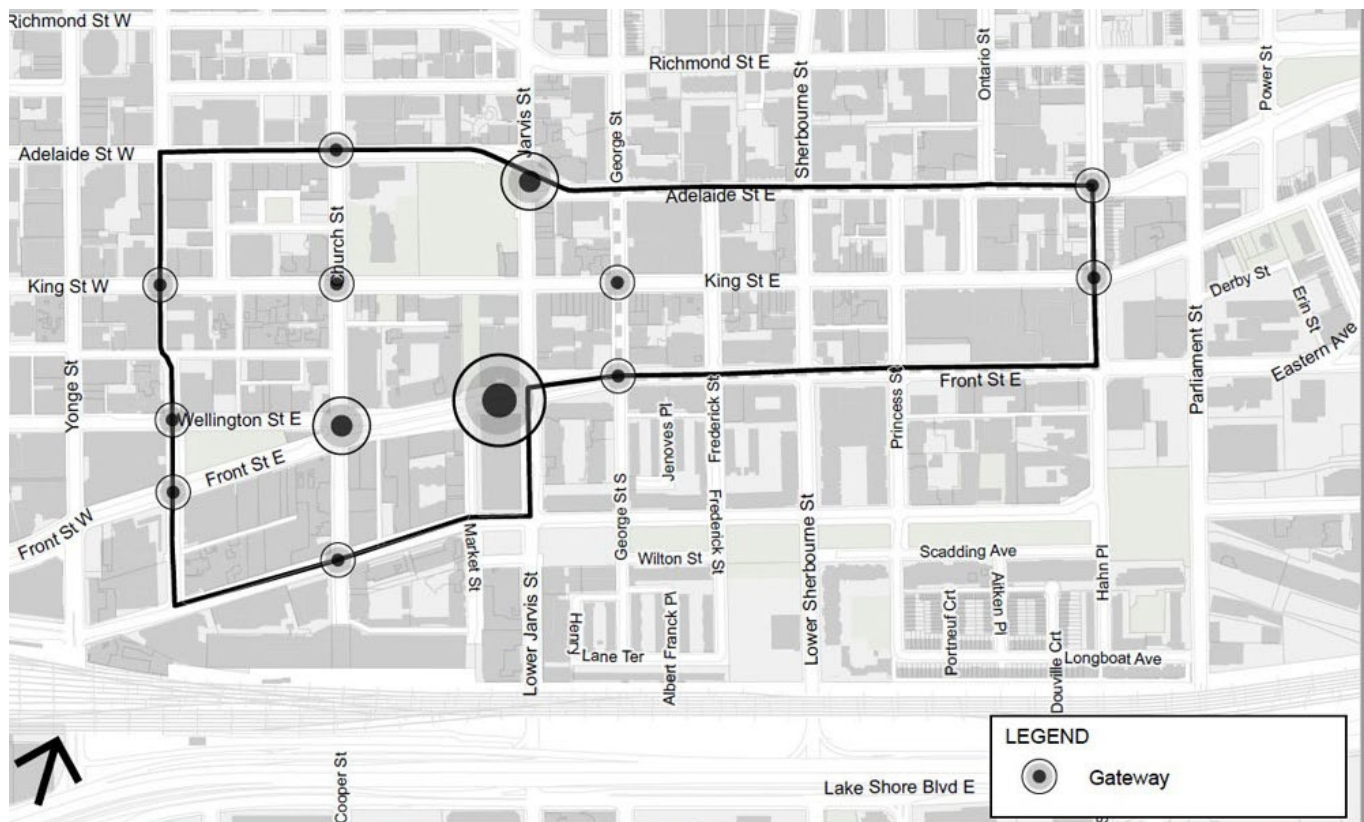 Richmond St W
Richmond St E
Ontario St
Power St
Jarvis St
George St
Sherbourne St
Adelaide St W
Adelaide St E
Church St
King St W
King St E
Derby St
Erin St
Eastern Ave
Yonge St
Wellington St E
Front St E
Front St E
Front St W
Parliament St
Princess St
Frederick St
Jenoves Pl
George St S
Frederick St
Market St
Wilton St
Scadding Ave
Lower Jarvis St
Lower Sherbourne St
Hahn Pl
Aitken Pl
Portneuf Crt
Henry
Lane Ter
Albert Franck Pl
Longboat Ave
Douville Crt
Cooper St
Lake Shore Blvd E
LEGEND
Gateway